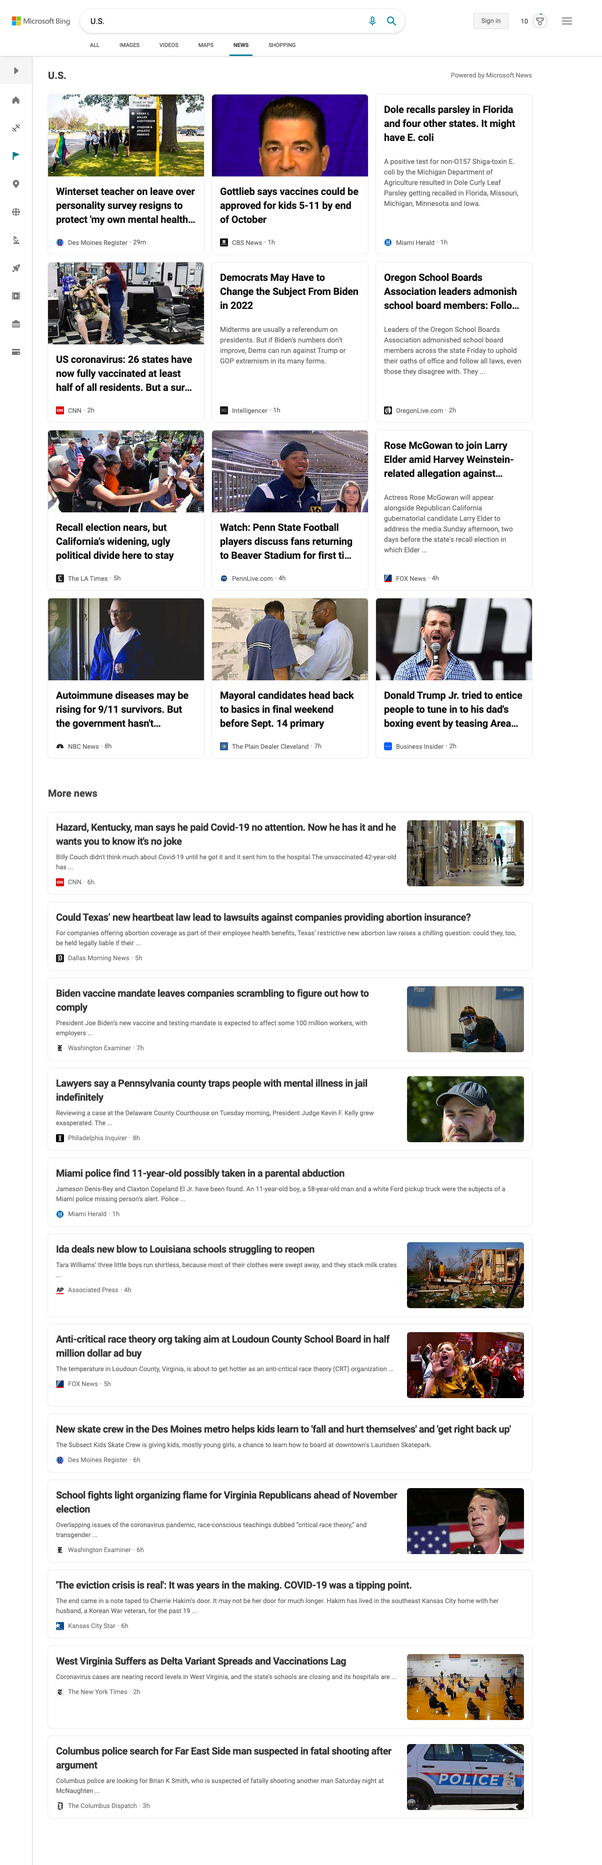 Microsoft Bing
U.S.
Sign in
10
ALL
IMAGES
VIDEOS
MAPS
NEWS
SHOPPING
U.S.
Powered by Microsoft News
Winterset teacher on leave over
personality survey resigns to
protect 'my own mental health...
Des Moines Register · 29m
Gottlieb says vaccines could be
approved for kids 5-11 by end
of October
CBS News · 1h
Dole recalls parsley in Florida
and four other states. It might
have E. coli
A positive test for non-O157 Shiga-toxin E.
coli by the Michigan Department of
Agriculture resulted in Dole Curly Leaf
Parsley getting recalled in Florida, Missouri,
Michigan, Minnesota and Iowa.
Miami Herald · 1h
US coronavirus: 26 states have
now fully vaccinated at least
half of all residents. But a sur...
CNN · 2h
Democrats May Have to
Change the Subject From Biden
in 2022
Midterms are usually a referendum on
presidents. But if Biden's numbers don't
improve, Dems can run against Trump or
GOP extremism in its many forms.
Intelligencer · 1h
Oregon School Boards
Association leaders admonish
school board members: Follo...
Leaders of the Oregon School Boards
Association admonished school board
members across the state Friday to uphold
their oaths of office and follow all laws, even
those they disagree with. They ...
OregonLive.com · 2h
Recall election nears, but
California's widening, ugly
political divide here to stay
The LA Times · 5h
Watch: Penn State Football
players discuss fans returning
to Beaver Stadium for first ti...
PennLive.com · 4h
Rose McGowan to join Larry
Elder amid Harvey Weinstein-
related allegation against...
Actress Rose McGowan will appear
alongside Republican California
gubernatorial candidate Larry Elder to
address the media Sunday afternoon, two
days before the state's recall election in
which Elder ...
FOX News · 4h
Autoimmune diseases may be
rising for 9/11 survivors. But
the government hasn't...
NBC News · 8h
Mayoral candidates head back
to basics in final weekend
before Sept. 14 primary
The Plain Dealer Cleveland · 7h
Donald Trump Jr. tried to entice
people to tune in to his dad's
boxing event by teasing Area...
Business Insider · 2h
More news
Hazard, Kentucky, man says he paid Covid-19 no attention. Now he has it and he
wants you to know it's no joke
Billy Couch didn't think much about Covid-19 until he got it and it sent him to the hospital.The unvaccinated 42-year-old
has ...
CNN · 6h
Could Texas' new heartbeat law lead to lawsuits against companies providing abortion insurance?
For companies offering abortion coverage as part of their employee health benefits, Texas' restrictive new abortion law raises a chilling question: could they, too,
be held legally liable if their ...
Dallas Morning News · 5h
Biden vaccine mandate leaves companies scrambling to figure out how to
comply
President Joe Biden's new vaccine and testing mandate is expected to affect some 100 million workers, with
employers ...
Washington Examiner · 7h
Lawyers say a Pennsylvania county traps people with mental illness in jail
indefinitely
Reviewing a case at the Delaware County Courthouse on Tuesday morning, President Judge Kevin F. Kelly grew
exasperated. The ...
Philadelphia Inquirer · 8h
Miami police find 11-year-old possibly taken in a parental abduction
Jameson Denis-Bey and Claxton Copeland El Jr. have been found. An 11-year-old boy, a 58-year-old man and a white Ford pickup truck were the subjects of a
Miami police missing person's alert. Police ...
Miami Herald · 1h
Ida deals new blow to Louisiana schools struggling to reopen
Tara Williams' three little boys run shirtless, because most of their clothes were swept away, and they stack milk crates
...
AP Associated Press · 4h
Anti-critical race theory org taking aim at Loudoun County School Board in half
million dollar ad buy
The temperature in Loudoun County, Virginia, is about to get hotter as an anti-critical race theory (CRT) organization ...
FOX News · 5h
New skate crew in the Des Moines metro helps kids learn to 'fall and hurt themselves' and 'get right back up'
The Subsect Kids Skate Crew is giving kids, mostly young girls, a chance to learn how to board at downtown's Lauridsen Skatepark.
Des Moines Register · 6h
School fights light organizing flame for Virginia Republicans ahead of November
election
Overlapping issues of the coronavirus pandemic, race-conscious teachings dubbed "critical race theory," and
transgender ...
Washington Examiner · 6h
'The eviction crisis is real': It was years in the making. COVID-19 was a tipping point.
The end came in a note taped to Cherrie Hakim's door. It may not be her door for much longer. Hakim has lived in the southeast Kansas City home with her
husband, a Korean War veteran, for the past 19 ...
Kansas City Star · 6h
West Virginia Suffers as Delta Variant Spreads and Vaccinations Lag
Coronavirus cases are nearing record levels in West Virginia, and the state's schools are closing and its hospitals are ...
The New York Times · 2h
Columbus police search for Far East Side man suspected in fatal shooting after
argument
Columbus police are looking for Brian K Smith, who is suspected of fatally shooting another man Saturday night at
McNaughten ...
The Columbus Dispatch · 3h
POLICE